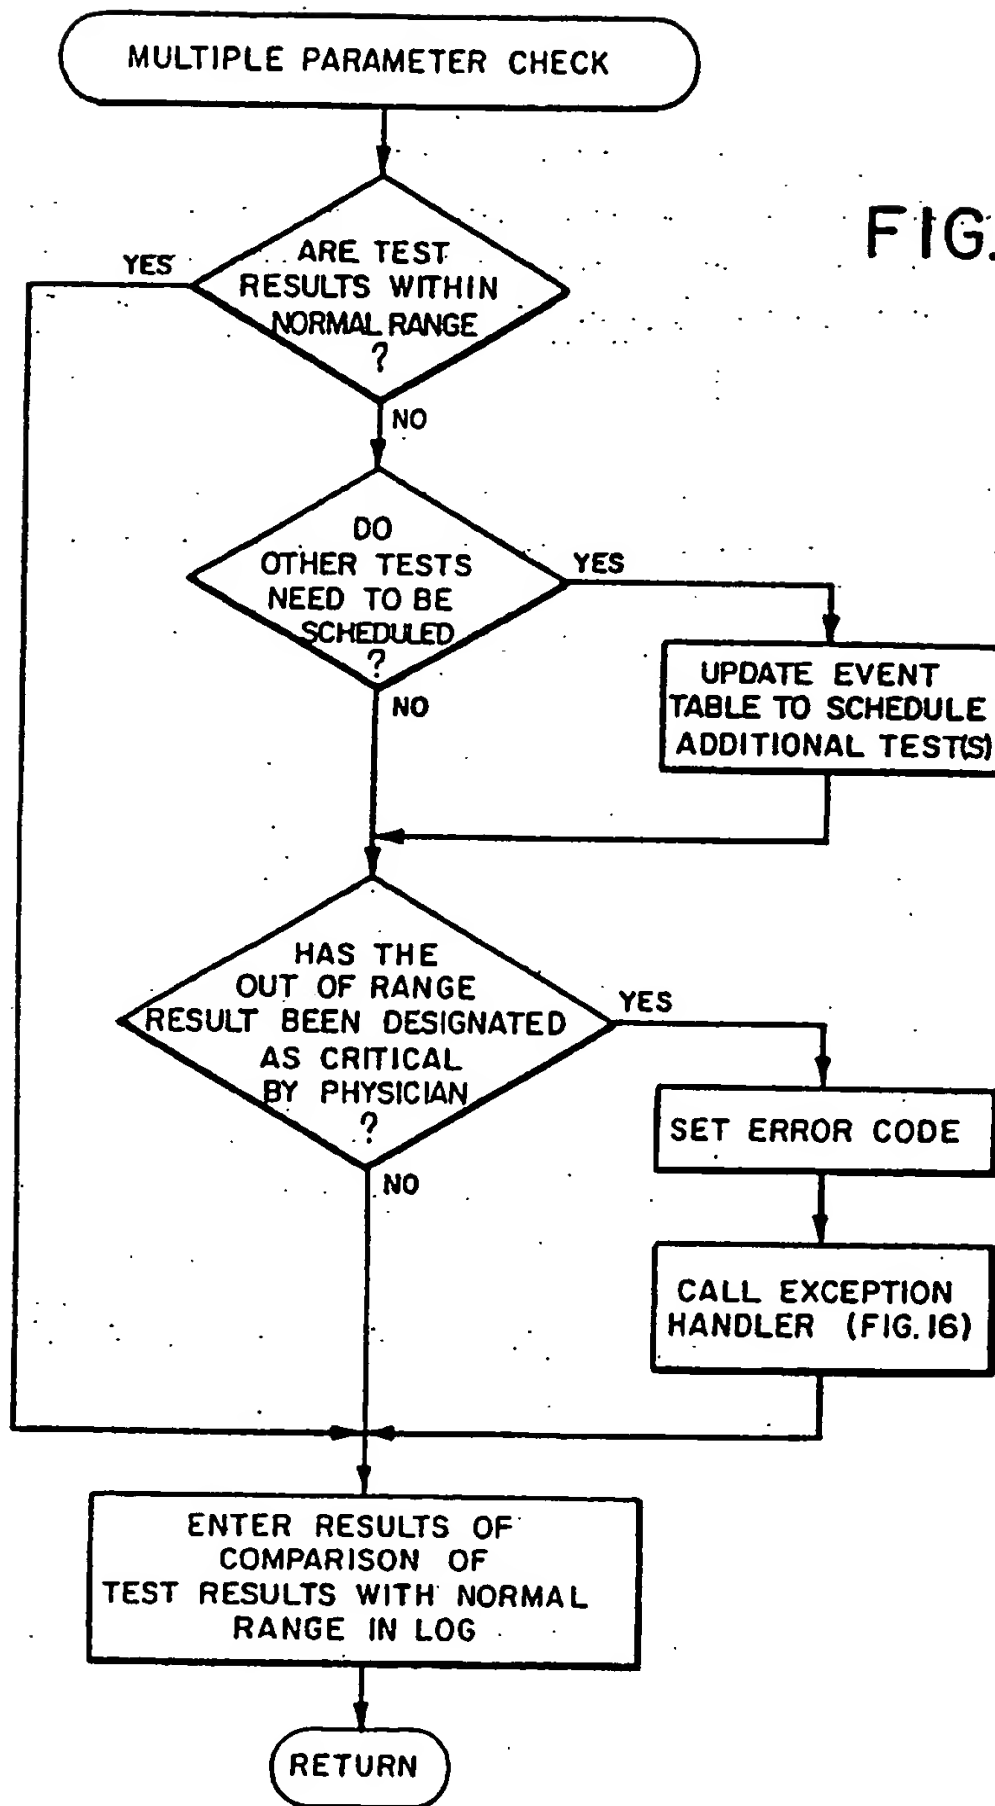 MULTIPLE PARAMETER CHECK
FIG.
ARE TEST
RESULTS WITHIN
NORMAL RANGE
?
YES
NO
DO
OTHER TESTS
NEED TO BE
SCHEDULED
?
YES
NO
UPDATE EVENT
TABLE TO SCHEDULE
ADDITIONAL TEST(S)
HAS THE
OUT OF RANGE
RESULT BEEN DESIGNATED
AS CRITICAL
BY PHYSICIAN
?
YES
NO
SET ERROR CODE
CALL EXCEPTION
HANDLER (FIG. 16)
ENTER RESULTS OF
COMPARISON OF
TEST RESULTS WITH NORMAL
RANGE IN LOG
RETURN